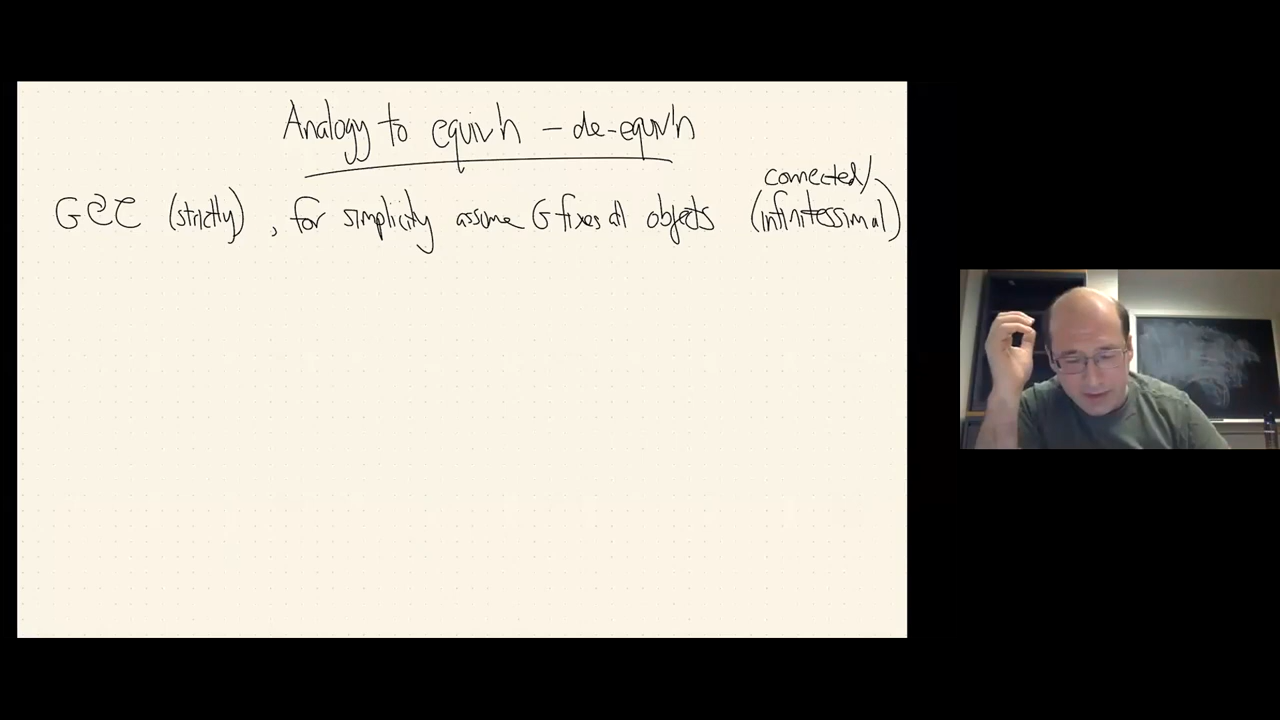 Analogy to equiv'n – de-equiv'n
connected/
G ⟳ C (strictly), for simplicity assume G fixes all objects (infinitessimal)